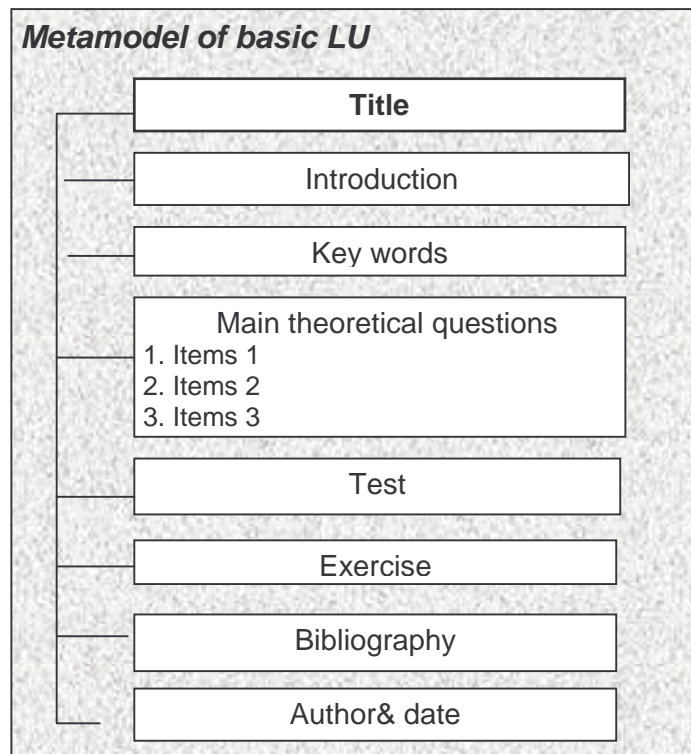 Metamodel of basic LU
Title
Introduction
Key words
Main theoretical questions
1. Items 1
2. Items 2
3. Items 3
Test
Exercise
Bibliography
Author& date